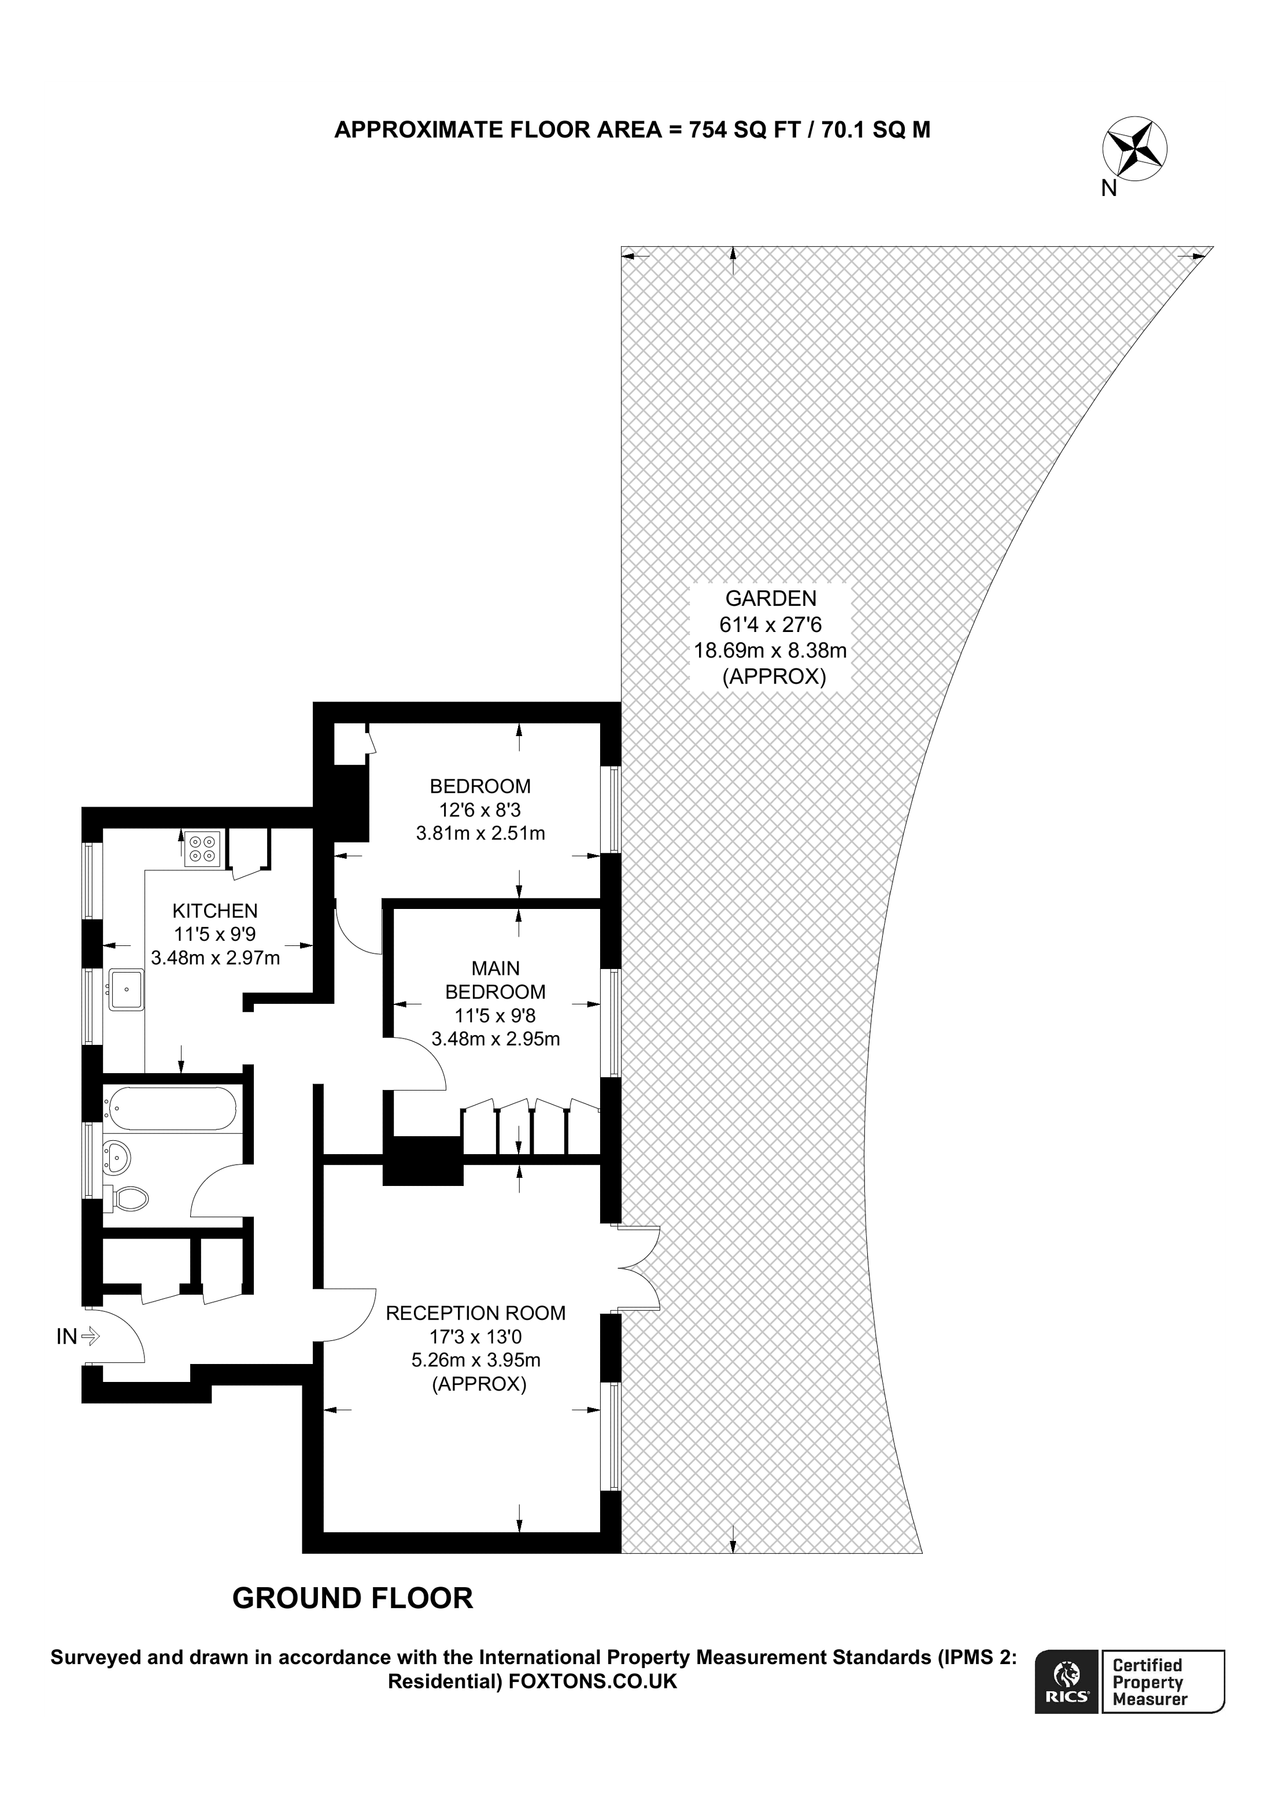 APPROXIMATE FLOOR AREA = 754 SQ FT / 70.1 SQ M
N
GARDEN
61'4 x 27'6
18.69m x 8.38m
(APPROX)
BEDROOM
12'6 x 8'3
3.81m x 2.51m
KITCHEN
11'5 x 9'9
3.48m x 2.97m
MAIN
BEDROOM
11'5 x 9'8
3.48m x 2.95m
RECEPTION ROOM
17'3 x 13'0
5.26m x 3.95m
(APPROX)
IN
GROUND FLOOR
Surveyed and drawn in accordance with the International Property Measurement Standards (IPMS 2:
Residential) FOXTONS.CO.UK
RICS
Certified
Property
Measurer